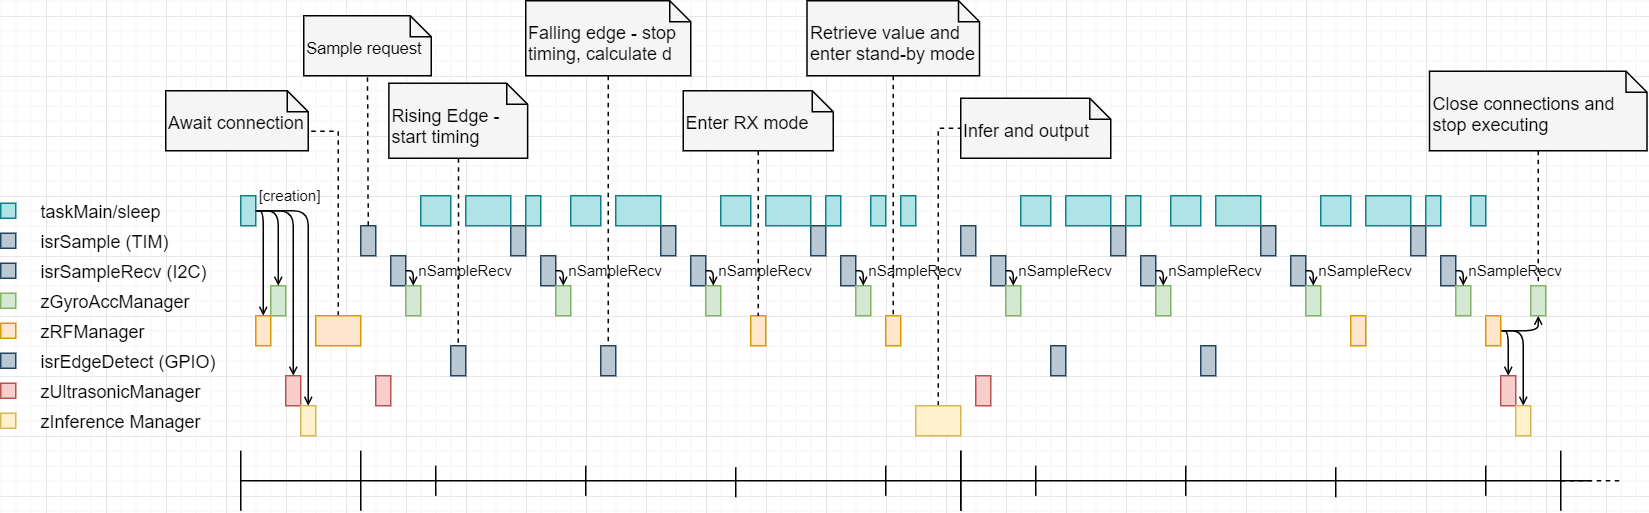 Sample request
Falling edge - stop
timing, calculate d
Retrieve value and
enter stand-by mode
Await connection
Rising Edge -
start timing
Enter RX mode
Infer and output
Close connections and
stop executing
[creation]
taskMain/sleep
isrSample (TIM)
isrSampleRecv (I2C)
nSampleRecv
nSampleRecv
nSampleRecv
nSampleRecv
nSampleRecv
nSampleRecv
nSampleRecv
nSampleRecv
zGyroAccManager
zRFManager
isrEdgeDetect (GPIO)
zUltrasonicManager
zInference Manager